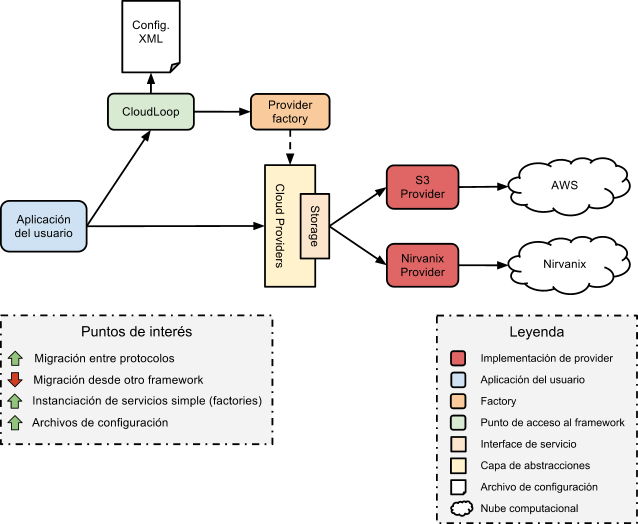 Config.
XML
CloudLoop
Provider
factory
Aplicación
del usuario
Cloud Providers
Storage
S3
Provider
AWS
Nirvanix
Provider
Nirvanix
Puntos de interés
Migración entre protocolos
Migración desde otro framework
Instanciación de servicios simple (factories)
Archivos de configuración
Leyenda
Implementación de provider
Aplicación del usuario
Factory
Punto de acceso al framework
Interface de servicio
Capa de abstracciones
Archivo de configuración
Nube computacional